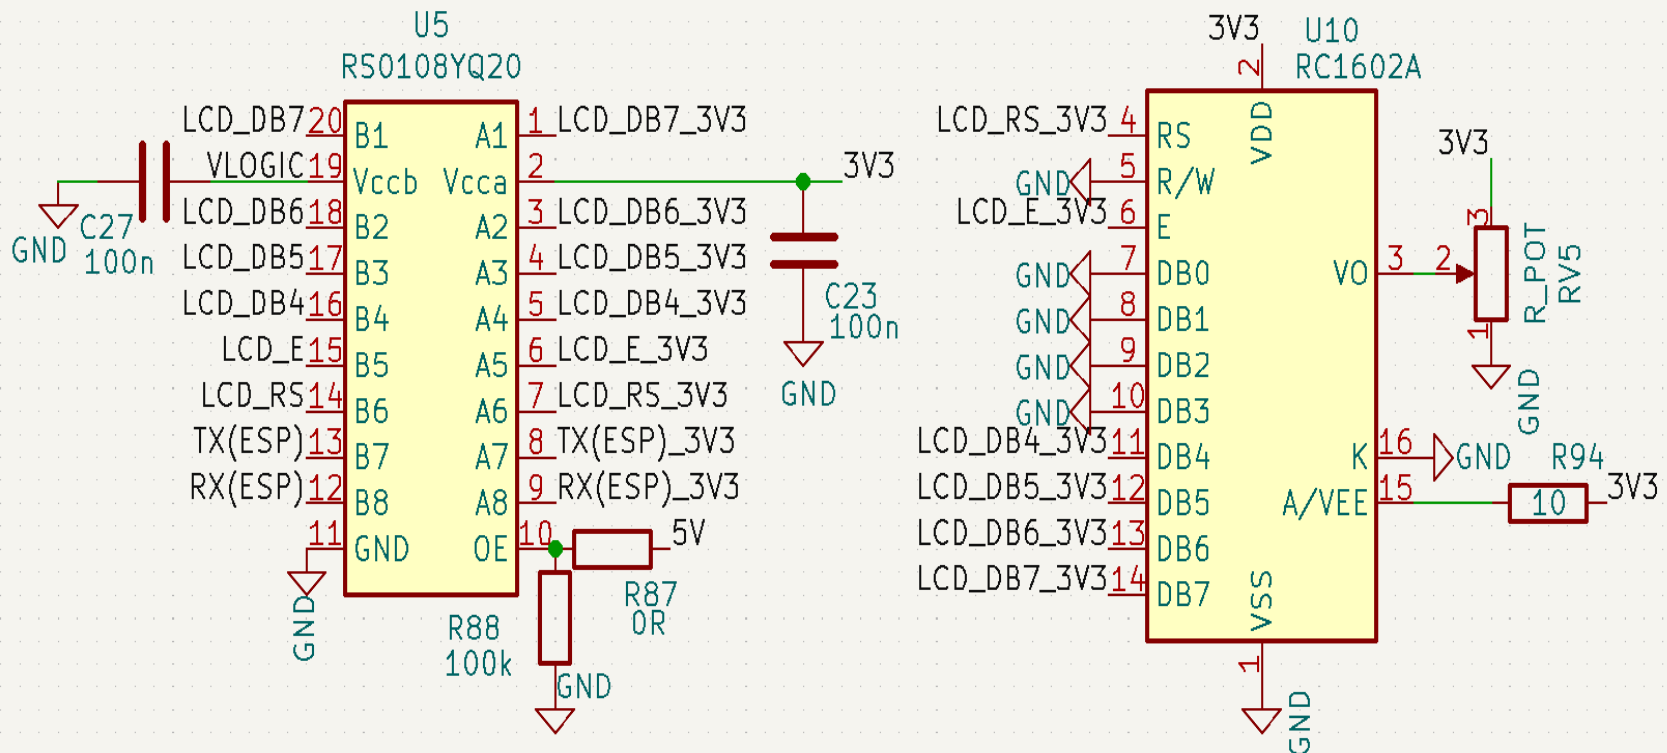 U5
RS0108YQ20
LCD_DB7 20 B1 A1 1 LCD_DB7_3V3
VLOGIC 19 Vccb Vcca 2 3V3
LCD_DB6 18 B2 A2 3 LCD_DB6_3V3
LCD_DB5 17 B3 A3 4 LCD_DB5_3V3
LCD_DB4 16 B4 A4 5 LCD_DB4_3V3
LCD_E 15 B5 A5 6 LCD_E_3V3
LCD_RS 14 B6 A6 7 LCD_RS_3V3
TX(ESP) 13 B7 A7 8 TX(ESP)_3V3
RX(ESP) 12 B8 A8 9 RX(ESP)_3V3
11 GND OE 10 5V
GND
C27
100n
GND
C23
100n
GND
R87
0R
R88
100k
GND
U10
RC1602A
3V3
2
VDD
LCD_RS_3V3 4 RS
GND 5 R/W
LCD_E_3V3 6 E
GND 7 DB0
GND 8 DB1
GND 9 DB2
GND 10 DB3
LCD_DB4_3V3 11 DB4
LCD_DB5_3V3 12 DB5
LCD_DB6_3V3 13 DB6
LCD_DB7_3V3 14 DB7
VO 3 2
3V3
3
R_POT
RV5
1
GND
K 16 GND
A/VEE 15 10 3V3
R94
VSS
1
GND